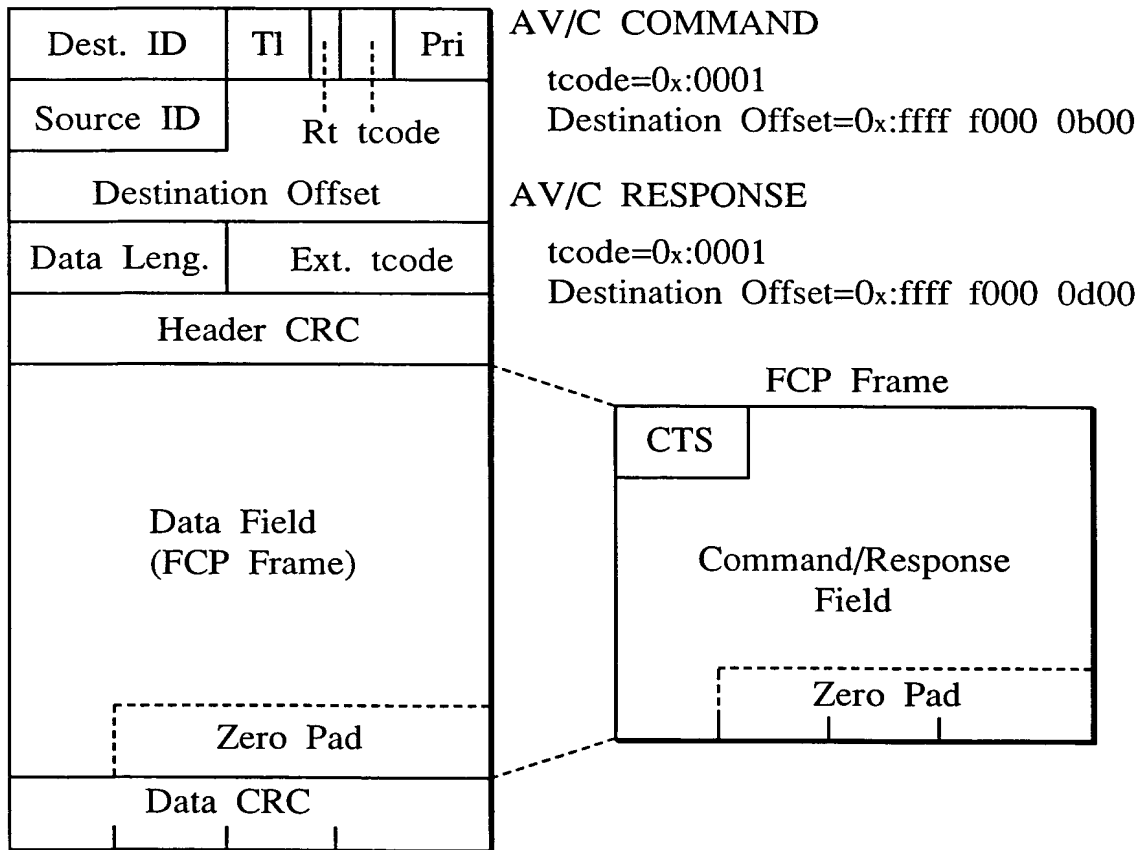 Dest. ID Tl Pri
Source ID Rt tcode
Destination Offset
Data Leng. Ext. tcode
Header CRC
Data Field
(FCP Frame)
Zero Pad
Data CRC
AV/C COMMAND
tcode=0x:0001
Destination Offset=0x:ffff f000 0b00
AV/C RESPONSE
tcode=0x:0001
Destination Offset=0x:ffff f000 0d00
FCP Frame
CTS
Command/Response
Field
Zero Pad